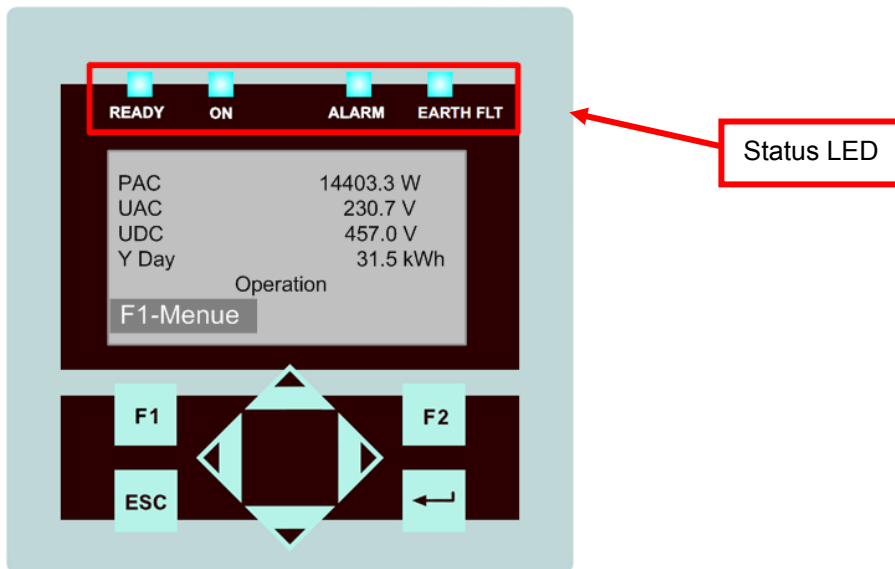 READY ON ALARM EARTH FLT
Status LED
PAC 14403.3 W
UAC 230.7 V
UDC 457.0 V
Y Day 31.5 kWh
Operation
F1-Menue
F1 F2
ESC